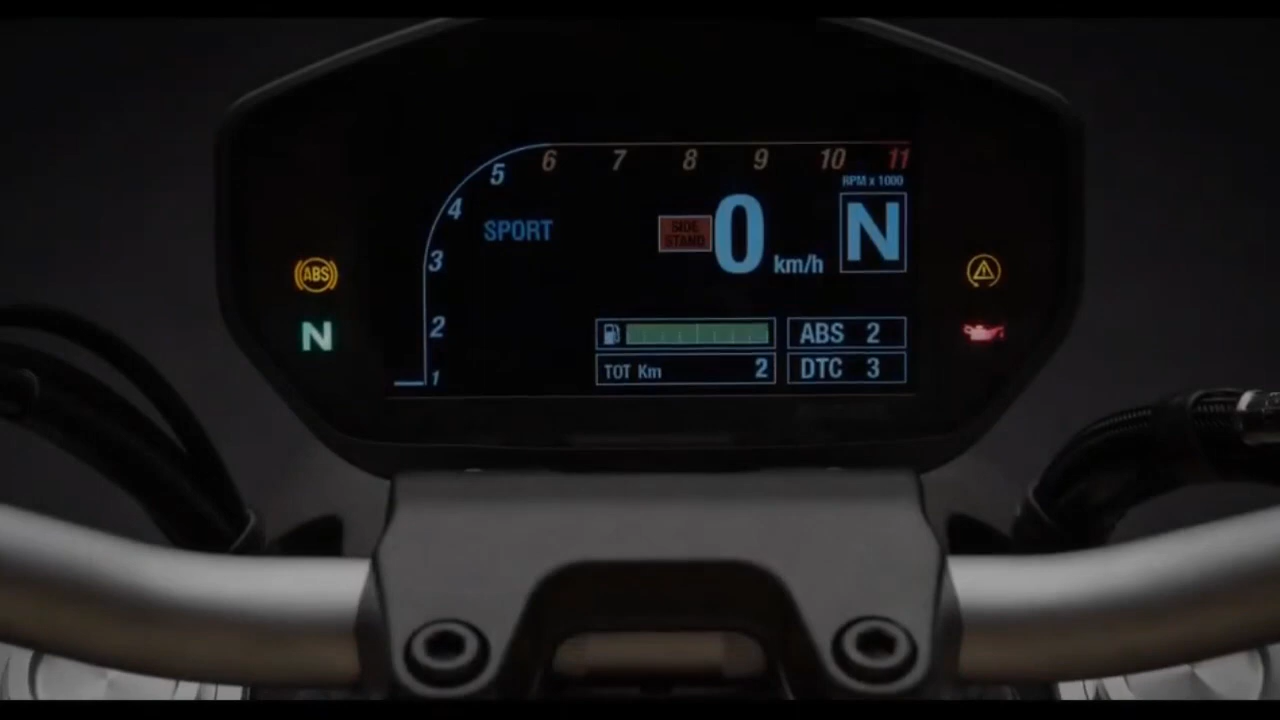 6 7 8 9 10 11
5
RPM x 1000
4
SPORT
SIDE
STAND
0
km/h
N
3
ABS
N
2
ABS 2
TOT Km 2
DTC 3
1